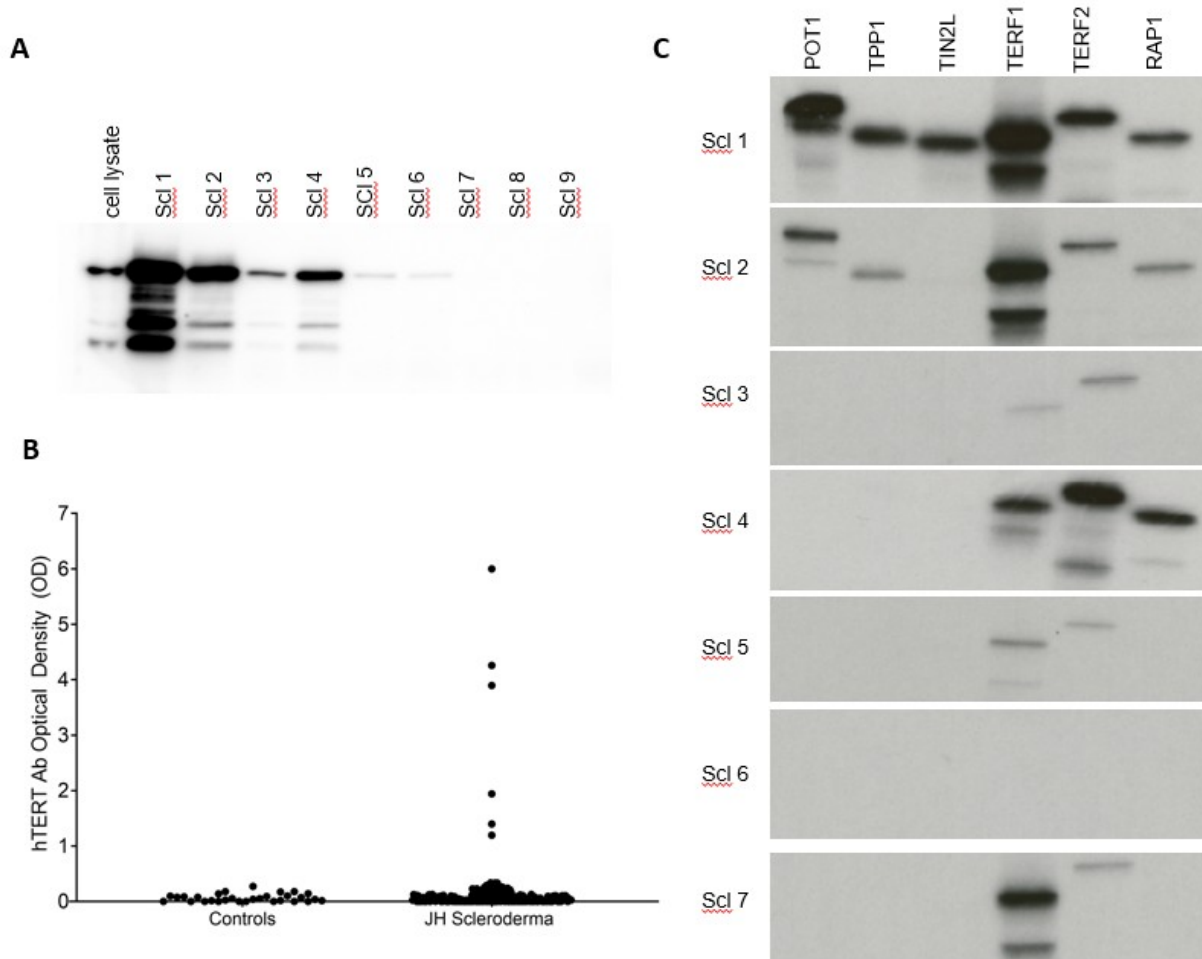 A
cell lysate
Scl 1
Scl 2
Scl 3
Scl 4
SCl 5
Scl 6
Scl 7
Scl 8
Scl 9
B
hTERT Ab Optical Density (OD)
7
6
5
4
3
2
1
0
Controls
JH Scleroderma
C
POT1
TPP1
TIN2L
TERF1
TERF2
RAP1
Scl 1
Scl 2
Scl 3
Scl 4
Scl 5
Scl 6
Scl 7